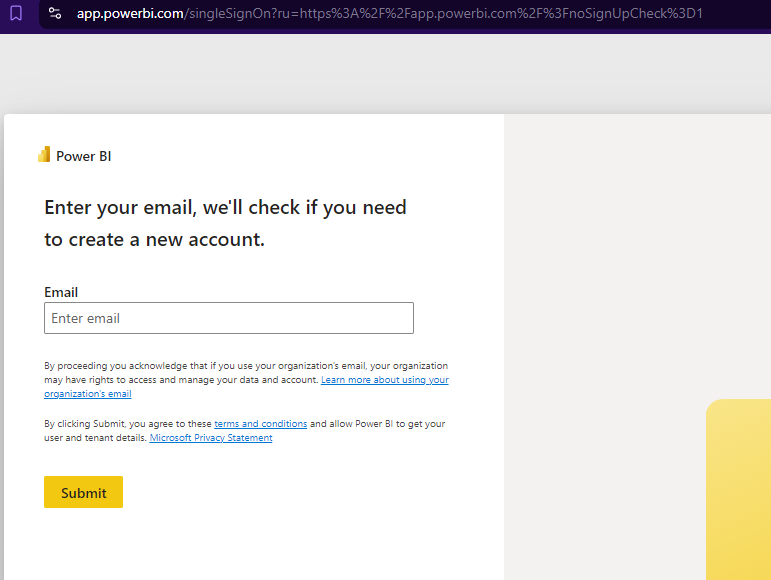 app.powerbi.com/singleSignOn?ru=https%3A%2F%2Fapp.powerbi.com%2F%3FnoSignUpCheck%3D1
Power BI
Enter your email, we'll check if you need
to create a new account.
Email
Enter email
By proceeding you acknowledge that if you use your organization's email, your organization
may have rights to access and manage your data and account. Learn more about using your
organization's email
By clicking Submit, you agree to these terms and conditions and allow Power BI to get your
user and tenant details. Microsoft Privacy Statement
Submit